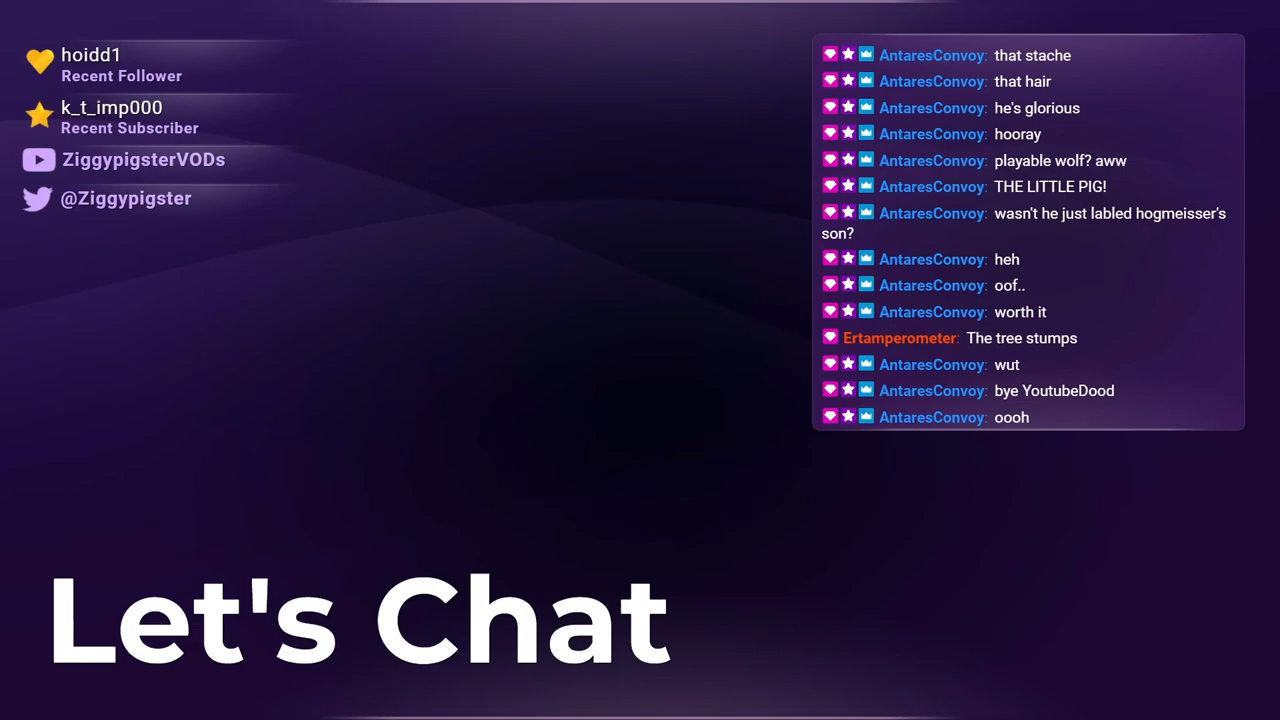 hoidd1
Recent Follower
k_t_imp000
Recent Subscriber
ZiggypigsterVODs
@Ziggypigster
AntaresConvoy: that stache
AntaresConvoy: that hair
AntaresConvoy: he's glorious
AntaresConvoy: hooray
AntaresConvoy: playable wolf? aww
AntaresConvoy: THE LITTLE PIG!
AntaresConvoy: wasn't he just labled hogmeisser's
son?
AntaresConvoy: heh
AntaresConvoy: oof..
AntaresConvoy: worth it
Ertamperometer: The tree stumps
AntaresConvoy: wut
AntaresConvoy: bye YoutubeDood
AntaresConvoy: oooh
Let's Chat